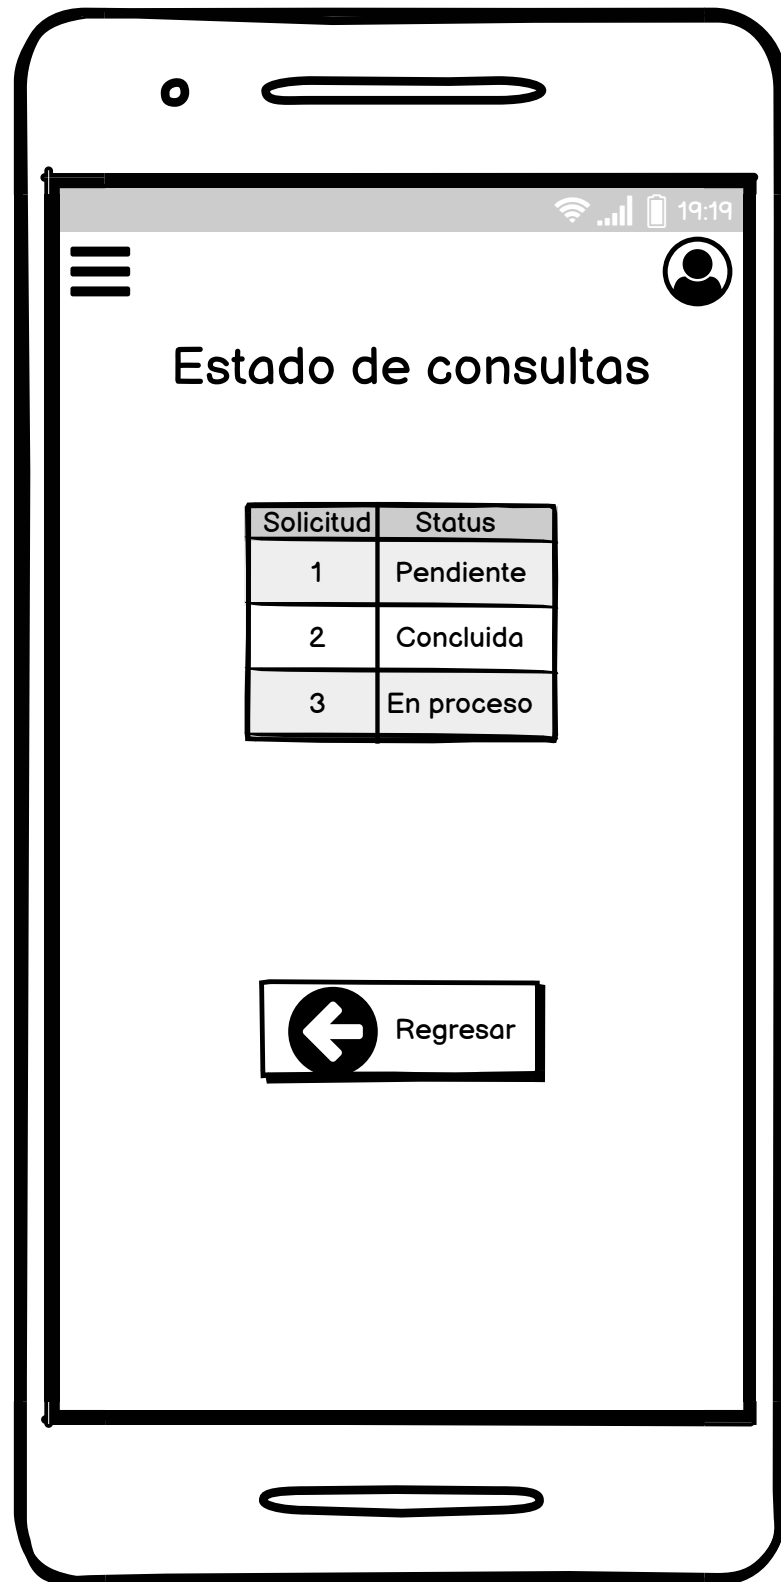 19:19
Estado de consultas
Solicitud Status
1 Pendiente
2 Concluida
3 En proceso
Regresar